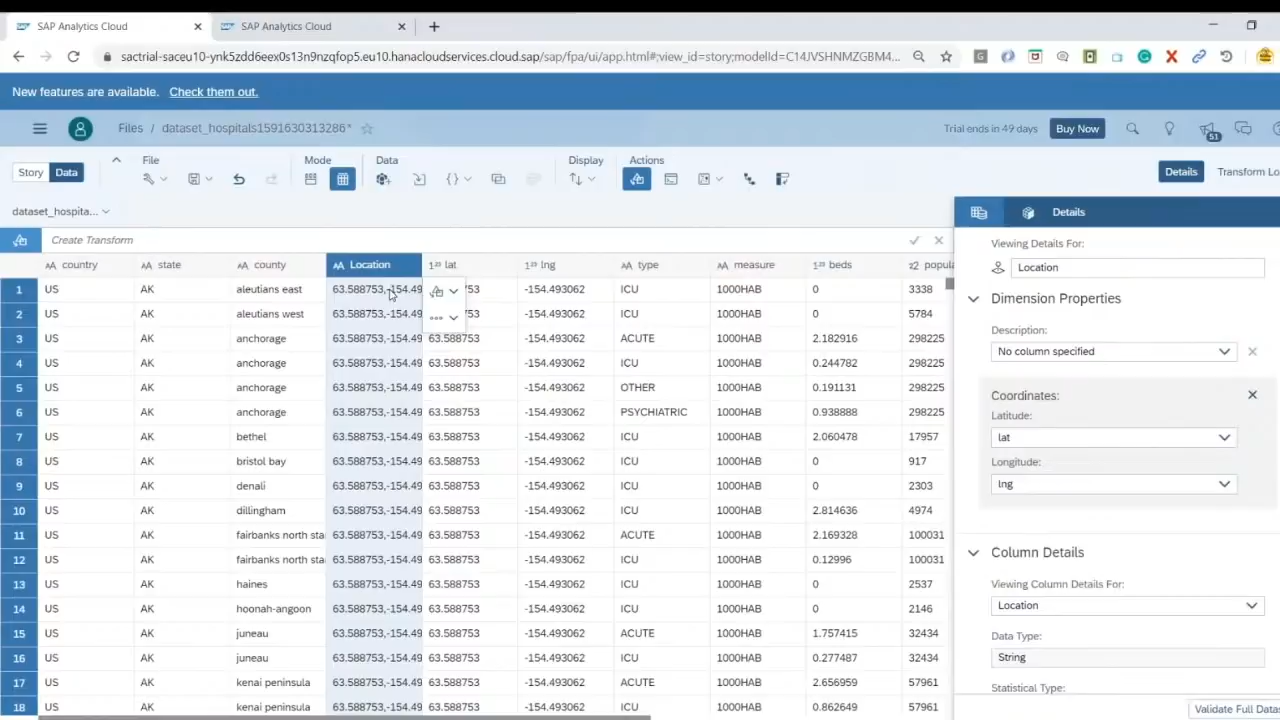 SAP Analytics Cloud
SAP Analytics Cloud
sactrial-saceu10-ynk5zdd6eex0s13n9nzqfop5.eu10.hanacloudservices.cloud.sap/sap/fpa/ui/app.html#;view_id=story;modelId=C14JVSHNMZGBM4...
New features are available. Check them out.
Files / dataset_hospitals1591630313286*
Trial ends in 49 days
Buy Now
51
Story Data
File
Mode
Data
Display
Actions
Details
Transform Lo
dataset_hospita...
Details
Create Transform
Viewing Details For:
Location
country state county Location lat lng type measure beds popula
1 US AK aleutians east 63.588753,-154.49 753 -154.493062 ICU 1000HAB 0 3338
2 US AK aleutians west 63.588753,-154.49 753 -154.493062 ICU 1000HAB 0 5784
3 US AK anchorage 63.588753,-154.49 63.588753 -154.493062 ACUTE 1000HAB 2.182916 298225
4 US AK anchorage 63.588753,-154.49 63.588753 -154.493062 ICU 1000HAB 0.244782 298225
5 US AK anchorage 63.588753,-154.49 63.588753 -154.493062 OTHER 1000HAB 0.191131 298225
6 US AK anchorage 63.588753,-154.49 63.588753 -154.493062 PSYCHIATRIC 1000HAB 0.938888 298225
7 US AK bethel 63.588753,-154.49 63.588753 -154.493062 ICU 1000HAB 2.060478 17957
8 US AK bristol bay 63.588753,-154.49 63.588753 -154.493062 ICU 1000HAB 0 917
9 US AK denali 63.588753,-154.49 63.588753 -154.493062 ICU 1000HAB 0 2303
10 US AK dillingham 63.588753,-154.49 63.588753 -154.493062 ICU 1000HAB 2.814636 4974
11 US AK fairbanks north sta 63.588753,-154.49 63.588753 -154.493062 ACUTE 1000HAB 2.169328 100031
12 US AK fairbanks north sta 63.588753,-154.49 63.588753 -154.493062 ICU 1000HAB 0.12996 100031
13 US AK haines 63.588753,-154.49 63.588753 -154.493062 ICU 1000HAB 0 2537
14 US AK hoonah-angoon 63.588753,-154.49 63.588753 -154.493062 ICU 1000HAB 0 2146
15 US AK juneau 63.588753,-154.49 63.588753 -154.493062 ACUTE 1000HAB 1.757415 32434
16 US AK juneau 63.588753,-154.49 63.588753 -154.493062 ICU 1000HAB 0.277487 32434
17 US AK kenai peninsula 63.588753,-154.49 63.588753 -154.493062 ACUTE 1000HAB 2.656959 57961
18 US AK kenai peninsula 63.588753,-154.49 63.588753 -154.493062 ICU 1000HAB 0.862649 57961
Dimension Properties
Description:
No column specified
Coordinates:
Latitude:
lat
Longitude:
lng
Column Details
Viewing Column Details For:
Location
Data Type:
String
Statistical Type:
Validate Full Datas